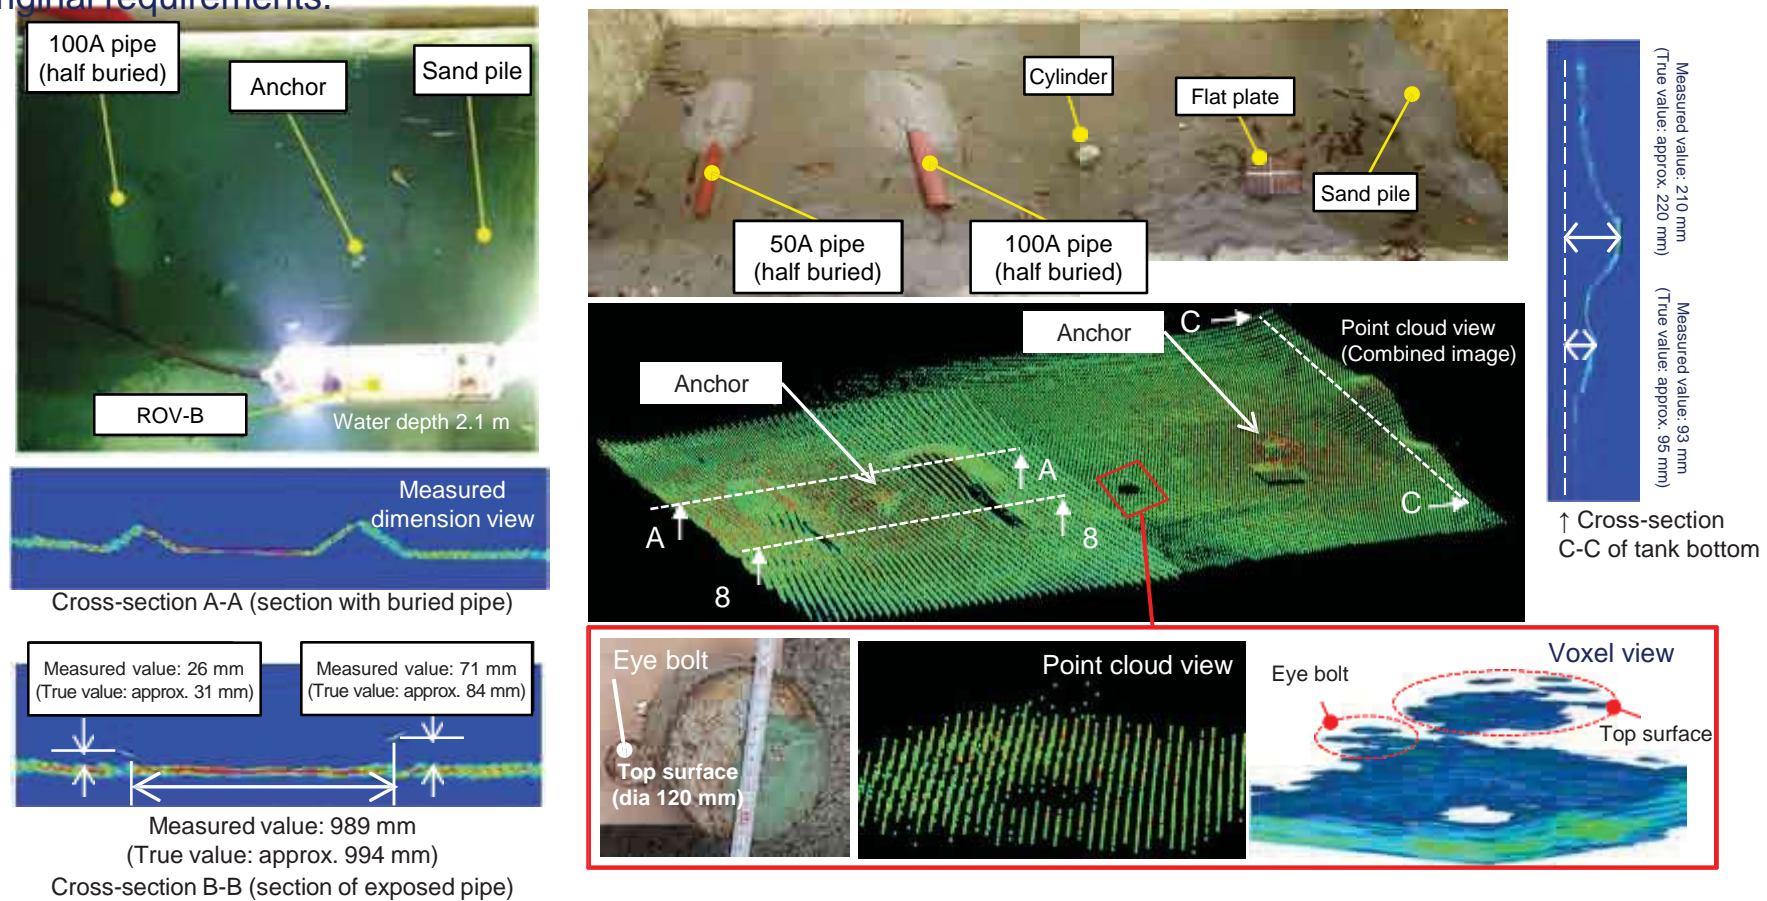 original requirements.
100A pipe
(half buried)
Anchor
Sand pile
ROV-B
Water depth 2.1 m
Measured
dimension view
Cross-section A-A (section with buried pipe)
Measured value: 26 mm
(True value: approx. 31 mm)
Measured value: 71 mm
(True value: approx. 84 mm)
Measured value: 989 mm
(True value: approx. 994 mm)
Cross-section B-B (section of exposed pipe)
Cylinder
Flat plate
Sand pile
50A pipe
(half buried)
100A pipe
(half buried)
Anchor
Anchor
Point cloud view
(Combined image)
C
C
A
A
8
8
Eye bolt
Top surface
(dia 120 mm)
Point cloud view
Voxel view
Eye bolt
Top surface
Measured value: 210 mm
(True value: approx. 220 mm)
Measured value: 93 mm
(True value: approx. 95 mm)
↑ Cross-section
C-C of tank bottom